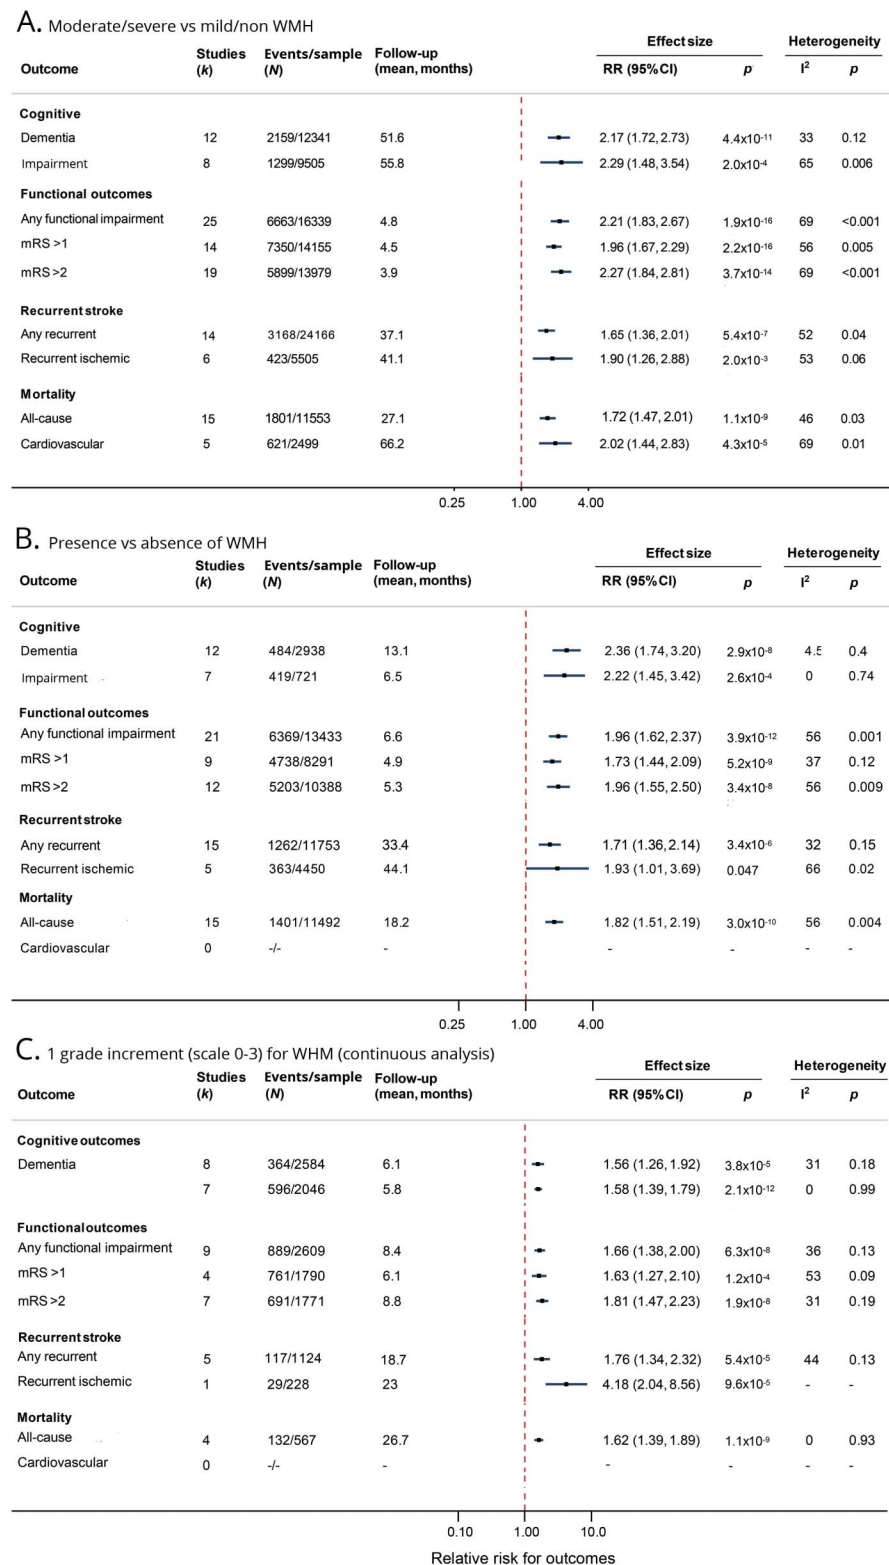 A. Moderate/severe vs mild/non WMH
Studies Events/sample Follow-up Effect size Heterogeneity
Outcome (k) (N) (mean, months) RR (95%CI) p I² p
Cognitive
Dementia 12 2159/12341 51.6 2.17 (1.72, 2.73) 4.4x10⁻¹¹ 33 0.12
Impairment 8 1299/9505 55.8 2.29 (1.48, 3.54) 2.0x10⁻⁴ 65 0.006
Functional outcomes
Any functional impairment 25 6663/16339 4.8 2.21 (1.83, 2.67) 1.9x10⁻¹⁶ 69 <0.001
mRS >1 14 7350/14155 4.5 1.96 (1.67, 2.29) 2.2x10⁻¹⁶ 56 0.005
mRS >2 19 5899/13979 3.9 2.27 (1.84, 2.81) 3.7x10⁻¹⁴ 69 <0.001
Recurrent stroke
Any recurrent 14 3168/24166 37.1 1.65 (1.36, 2.01) 5.4x10⁻⁷ 52 0.04
Recurrent ischemic 6 423/5505 41.1 1.90 (1.26, 2.88) 2.0x10⁻³ 53 0.06
Mortality
All-cause 15 1801/11553 27.1 1.72 (1.47, 2.01) 1.1x10⁻⁹ 46 0.03
Cardiovascular 5 621/2499 66.2 2.02 (1.44, 2.83) 4.3x10⁻⁵ 69 0.01
0.25 1.00 4.00
B. Presence vs absence of WMH
Studies Events/sample Follow-up Effect size Heterogeneity
Outcome (k) (N) (mean, months) RR (95%CI) p I² p
Cognitive
Dementia 12 484/2938 13.1 2.36 (1.74, 3.20) 2.9x10⁻⁸ 4.5 0.4
Impairment 7 419/721 6.5 2.22 (1.45, 3.42) 2.6x10⁻⁴ 0 0.74
Functional outcomes
Any functional impairment 21 6369/13433 6.6 1.96 (1.62, 2.37) 3.9x10⁻¹² 56 0.001
mRS >1 9 4738/8291 4.9 1.73 (1.44, 2.09) 5.2x10⁻⁹ 37 0.12
mRS >2 12 5203/10388 5.3 1.96 (1.55, 2.50) 3.4x10⁻⁸ 56 0.009
Recurrent stroke
Any recurrent 15 1262/11753 33.4 1.71 (1.36, 2.14) 3.4x10⁻⁶ 32 0.15
Recurrent ischemic 5 363/4450 44.1 1.93 (1.01, 3.69) 0.047 66 0.02
Mortality
All-cause 15 1401/11492 18.2 1.82 (1.51, 2.19) 3.0x10⁻¹⁰ 56 0.004
Cardiovascular 0 -/- - - - - -
0.25 1.00 4.00
C. 1 grade increment (scale 0-3) for WHM (continuous analysis)
Studies Events/sample Follow-up Effect size Heterogeneity
Outcome (k) (N) (mean, months) RR (95%CI) p I² p
Cognitive outcomes
Dementia 8 364/2584 6.1 1.56 (1.26, 1.92) 3.8x10⁻⁵ 31 0.18
7 596/2046 5.8 1.58 (1.39, 1.79) 2.1x10⁻¹² 0 0.99
Functional outcomes
Any functional impairment 9 889/2609 8.4 1.66 (1.38, 2.00) 6.3x10⁻⁸ 36 0.13
mRS >1 4 761/1790 6.1 1.63 (1.27, 2.10) 1.2x10⁻⁴ 53 0.09
mRS >2 7 691/1771 8.8 1.81 (1.47, 2.23) 1.9x10⁻⁸ 31 0.19
Recurrent stroke
Any recurrent 5 117/1124 18.7 1.76 (1.34, 2.32) 5.4x10⁻⁵ 44 0.13
Recurrent ischemic 1 29/228 23 4.18 (2.04, 8.56) 9.6x10⁻⁵ - -
Mortality
All-cause 4 132/567 26.7 1.62 (1.39, 1.89) 1.1x10⁻⁹ 0 0.93
Cardiovascular 0 -/- - - - - -
0.10 1.00 10.0
Relative risk for outcomes